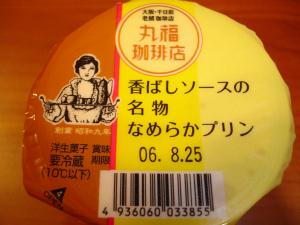 大阪・千日前
老舗珈琲店
丸福
珈琲店
香ばしソースの
名物
なめらかプリン
創業 昭和九年
洋生菓子 賞味
要冷蔵 期限
(10℃以下)
06. 8.25
4 936060 033855